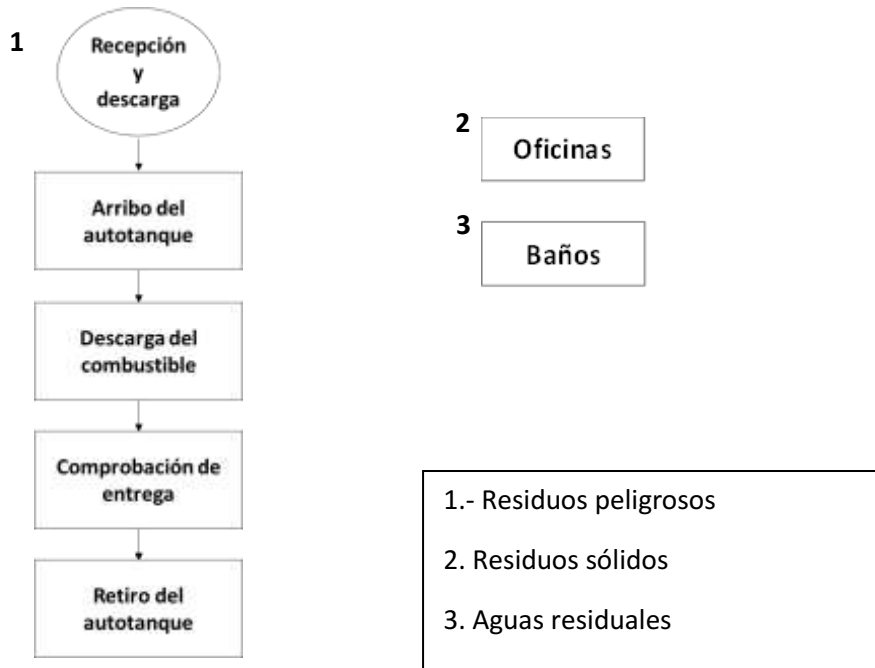 1
Recepción
y
descarga
Arribo del
autotanque
Descarga del
combustible
Comprobación de
entrega
Retiro del
autotanque
2
Oficinas
3
Baños
1.- Residuos peligrosos
2. Residuos sólidos
3. Aguas residuales